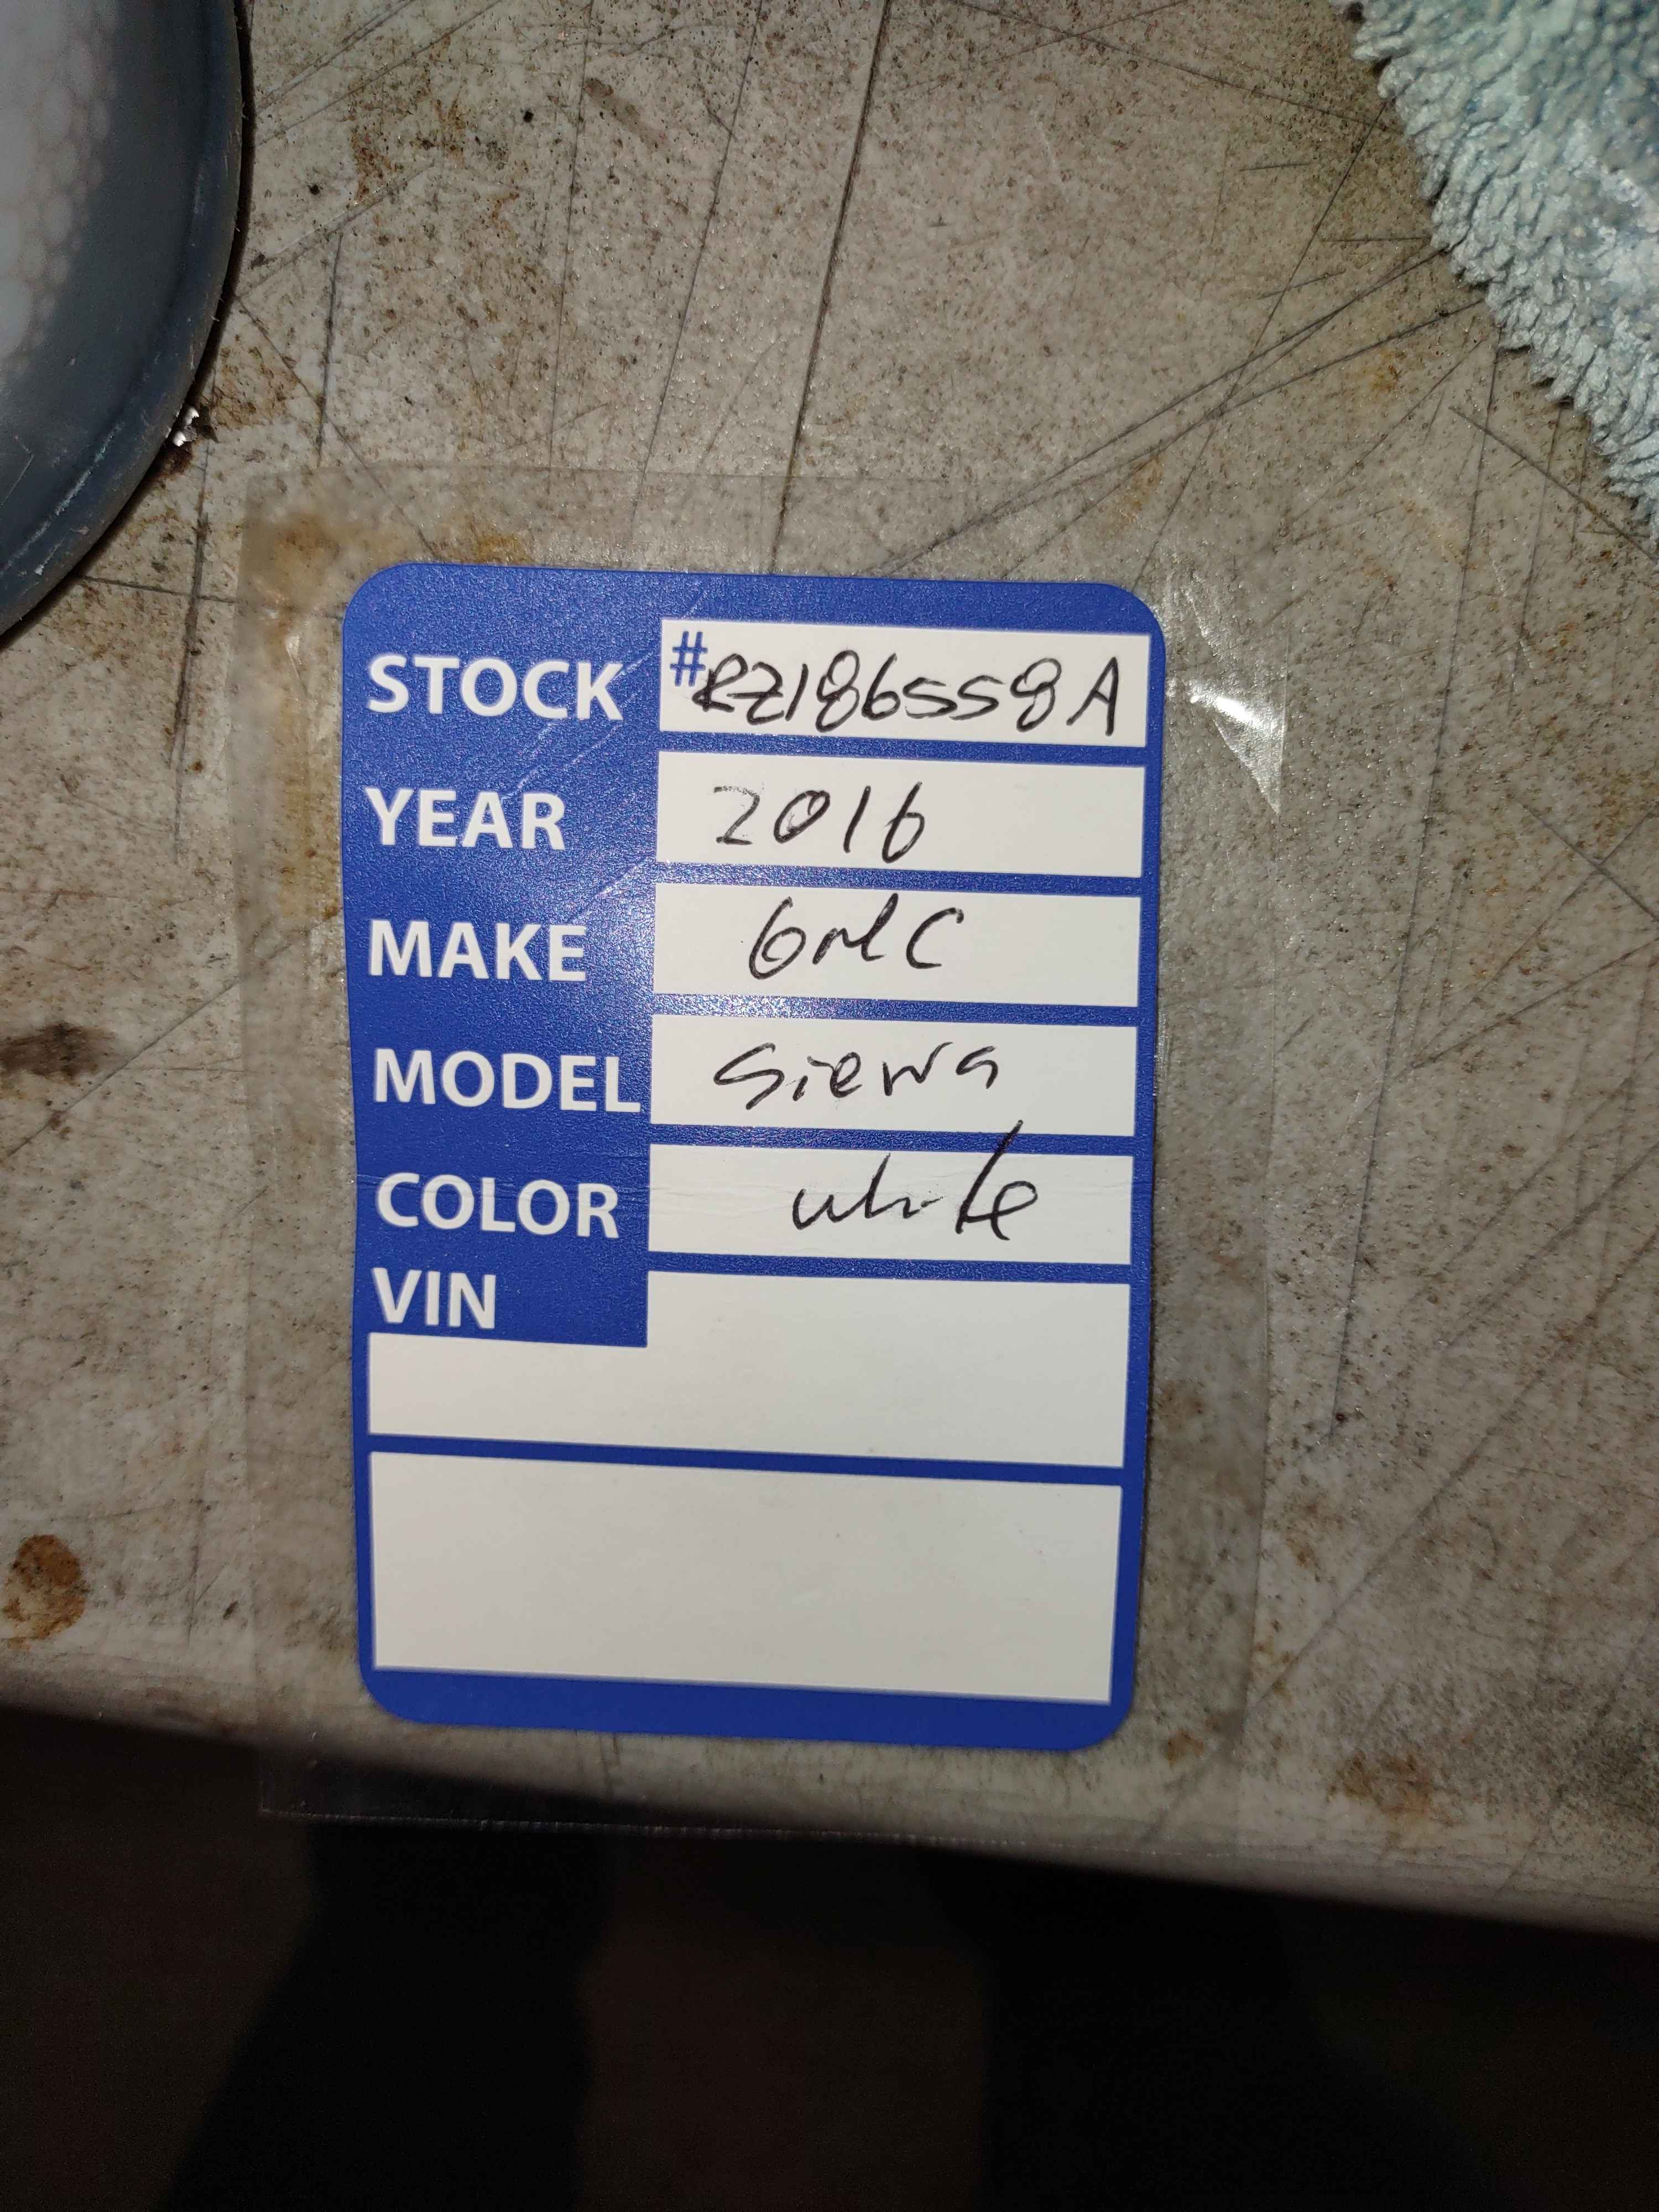 STOCK #RZ186558A
YEAR 2016
MAKE GMC
MODEL Sierra
COLOR white
VIN